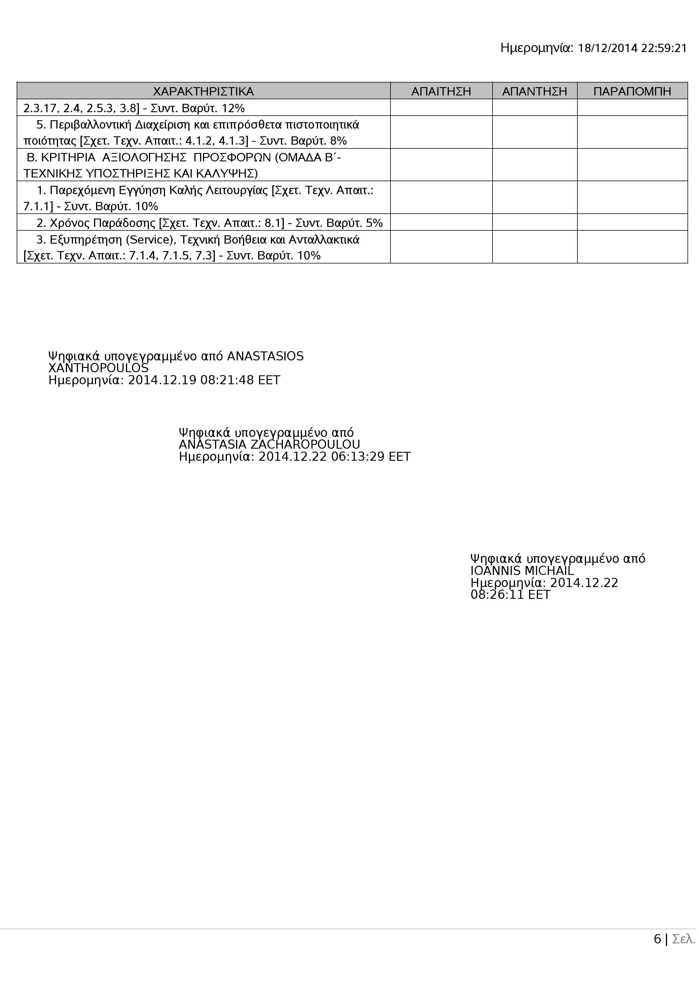 Ημερομηνία: 18/12/2014 22:59:21
ΧΑΡΑΚΤΗΡΙΣΤΙΚΑ ΑΠΑΙΤΗΣΗ ΑΠΑΝΤΗΣΗ ΠΑΡΑΠΟΜΠΗ
2.3.17, 2.4, 2.5.3, 3.8] - Συντ. Βαρύτ. 12%
5. Περιβαλλοντική Διαχείριση και επιπρόσθετα πιστοποιητικά
ποιότητας [Σχετ. Τεχν. Απαιτ.: 4.1.2, 4.1.3] - Συντ. Βαρύτ. 8%
Β. ΚΡΙΤΗΡΙΑ ΑΞΙΟΛΟΓΗΣΗΣ ΠΡΟΣΦΟΡΩΝ (ΟΜΑΔΑ Β΄-
ΤΕΧΝΙΚΗΣ ΥΠΟΣΤΗΡΙΞΗΣ ΚΑΙ ΚΑΛΥΨΗΣ)
1. Παρεχόμενη Εγγύηση Καλής Λειτουργίας [Σχετ. Τεχν. Απαιτ.:
7.1.1] - Συντ. Βαρύτ. 10%
2. Χρόνος Παράδοσης [Σχετ. Τεχν. Απαιτ.: 8.1] - Συντ. Βαρύτ. 5%
3. Εξυπηρέτηση (Service), Τεχνική Βοήθεια και Ανταλλακτικά
[Σχετ. Τεχν. Απαιτ.: 7.1.4, 7.1.5, 7.3] - Συντ. Βαρύτ. 10%
Ψηφιακά υπογεγραμμένο από ANASTASIOS
XANTHOPOULOS
Ημερομηνία: 2014.12.19 08:21:48 EET
Ψηφιακά υπογεγραμμένο από
ANASTASIA ZACHAROPOULOU
Ημερομηνία: 2014.12.22 06:13:29 EET
Ψηφιακά υπογεγραμμένο από
IOANNIS MICHAIL
Ημερομηνία: 2014.12.22
08:26:11 EET
6 | Σελ.